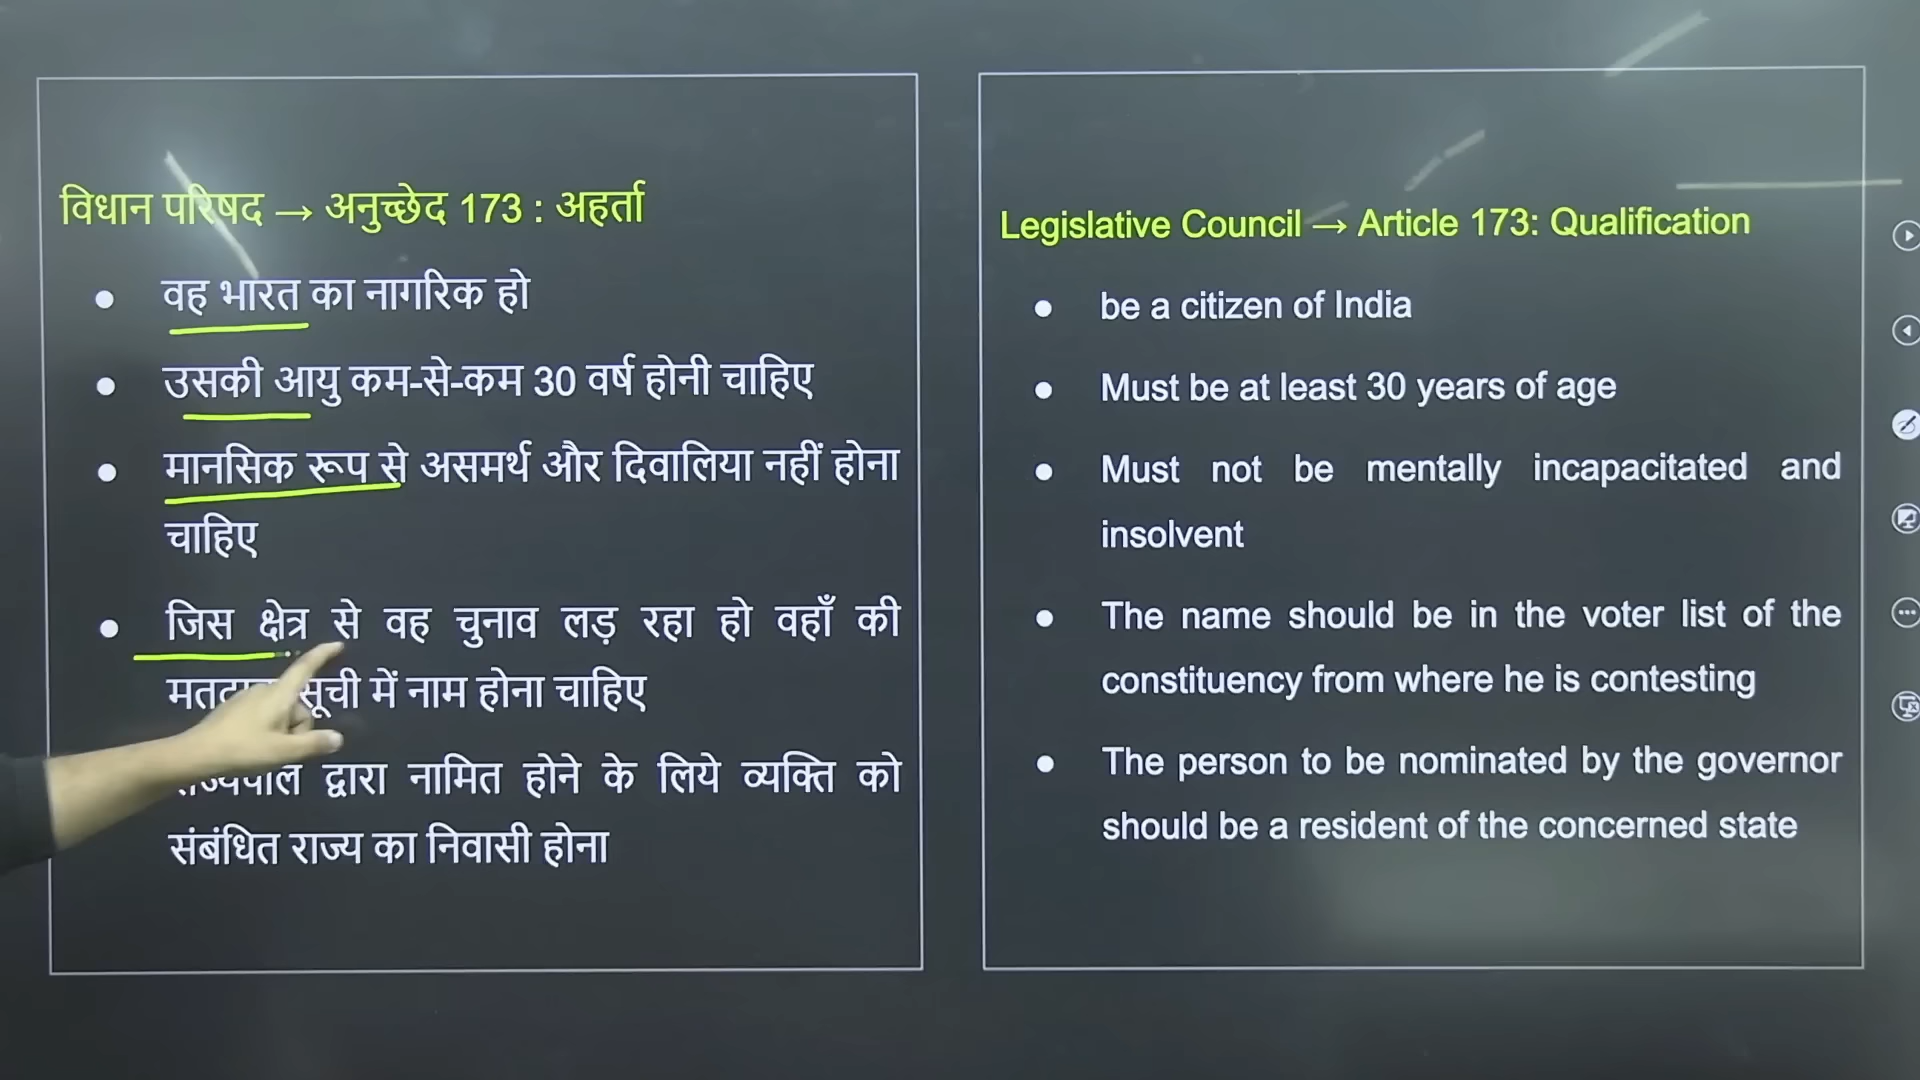 विधान परिषद → अनुच्छेद 173 : अहर्ता
● वह भारत का नागरिक हो
● उसकी आयु कम-से-कम 30 वर्ष होनी चाहिए
● मानसिक रूप से असमर्थ और दिवालिया नहीं होना
चाहिए
● जिस क्षेत्र से वह चुनाव लड़ रहा हो वहाँ की
सूची में नाम होना चाहिए
द्वारा नामित होने के लिये व्यक्ति को
संबंधित राज्य का निवासी होना
Legislative Council → Article 173: Qualification
● be a citizen of India
● Must be at least 30 years of age
● Must not be mentally incapacitated and
insolvent
● The name should be in the voter list of the
constituency from where he is contesting
● The person to be nominated by the governor
should be a resident of the concerned state